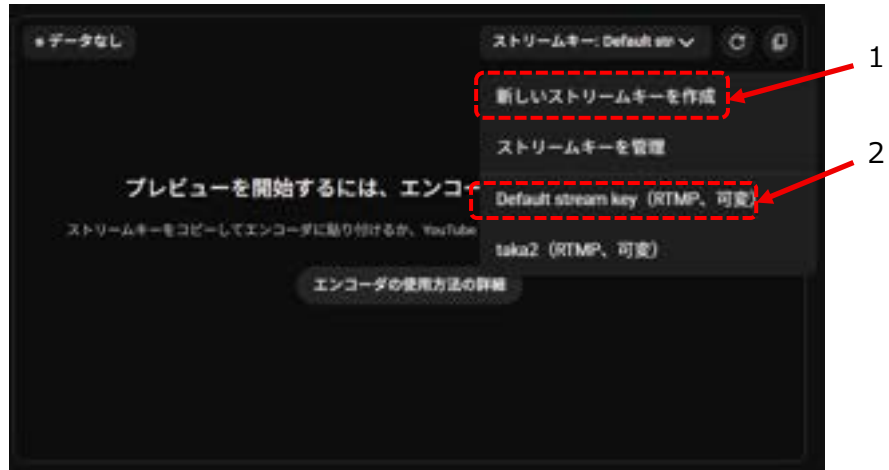 データなし
ストリームキー: Default str
1
新しいストリームキーを作成
ストリームキーを管理
2
プレビューを開始するには、エンコー
Default stream key（RTMP、可変）
ストリームキーをコピーしてエンコーダに貼り付けるか、YouTube
taka2（RTMP、可変）
エンコーダの使用方法の詳細